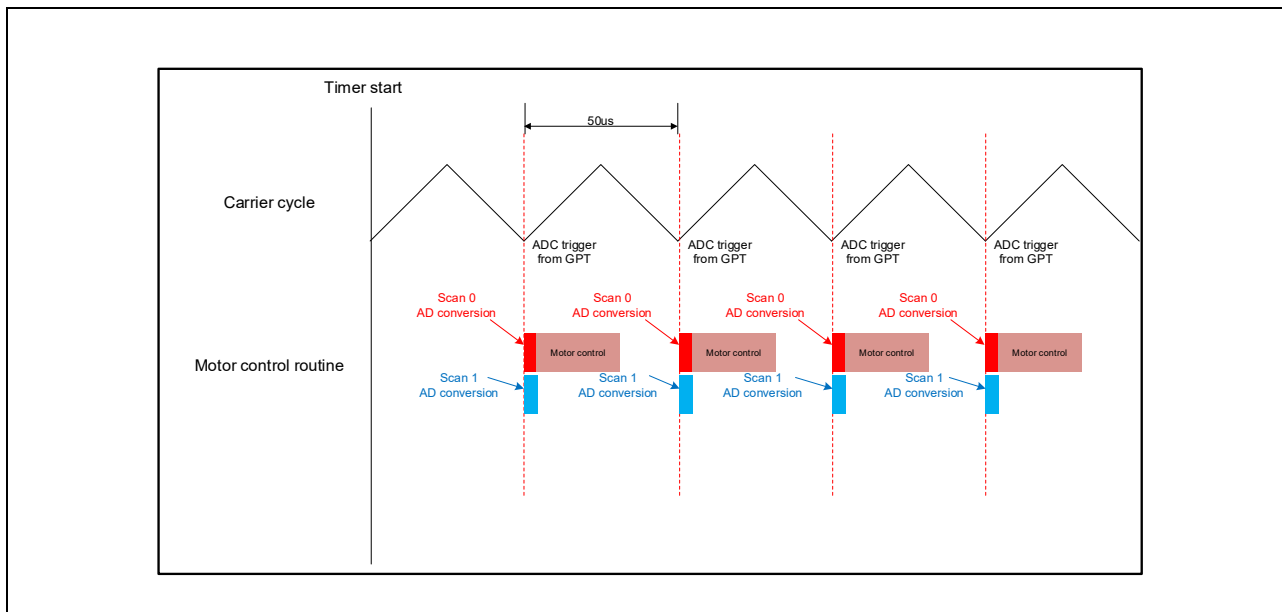 Timer start
50us
Carrier cycle
ADC trigger
from GPT
ADC trigger
from GPT
ADC trigger
from GPT
ADC trigger
from GPT
Scan 0
AD conversion
Scan 0
AD conversion
Scan 0
AD conversion
Scan 0
AD conversion
Motor control routine
Motor control
Motor control
Motor control
Motor control
Scan 1
AD conversion
Scan 1
AD conversion
Scan 1
AD conversion
Scan 1
AD conversion